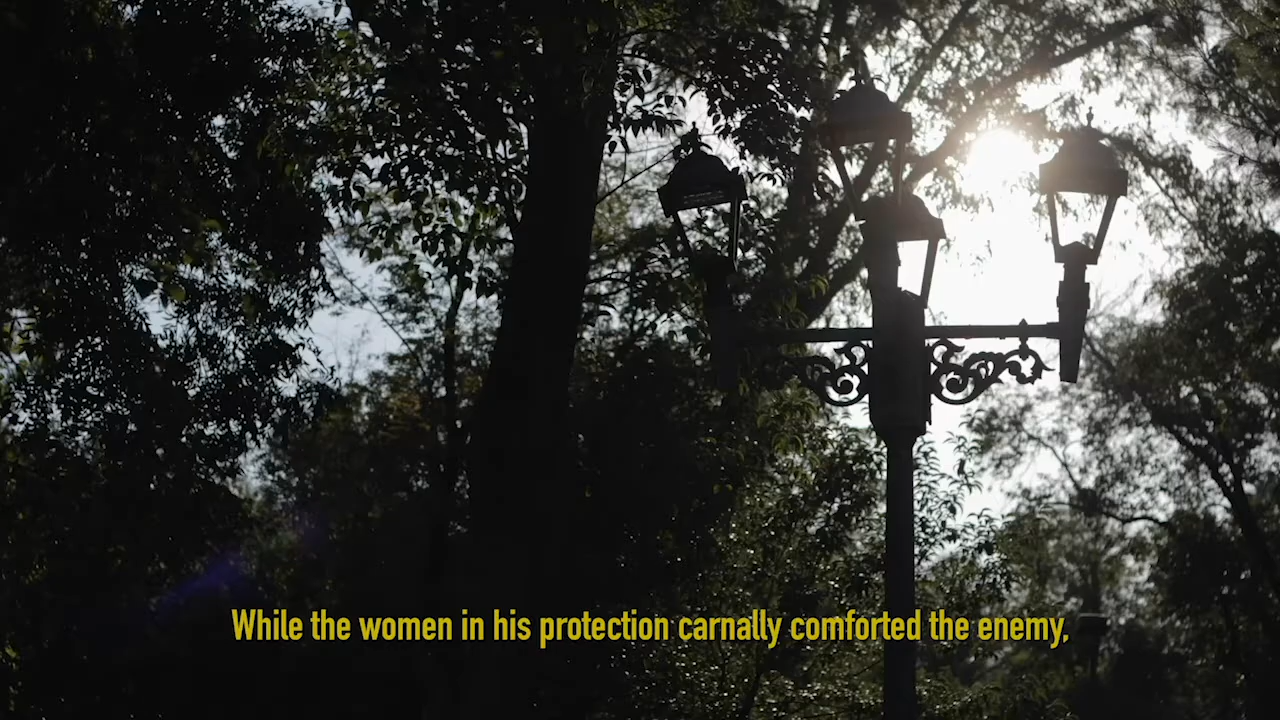 While the women in his protection carnally comforted the enemy,